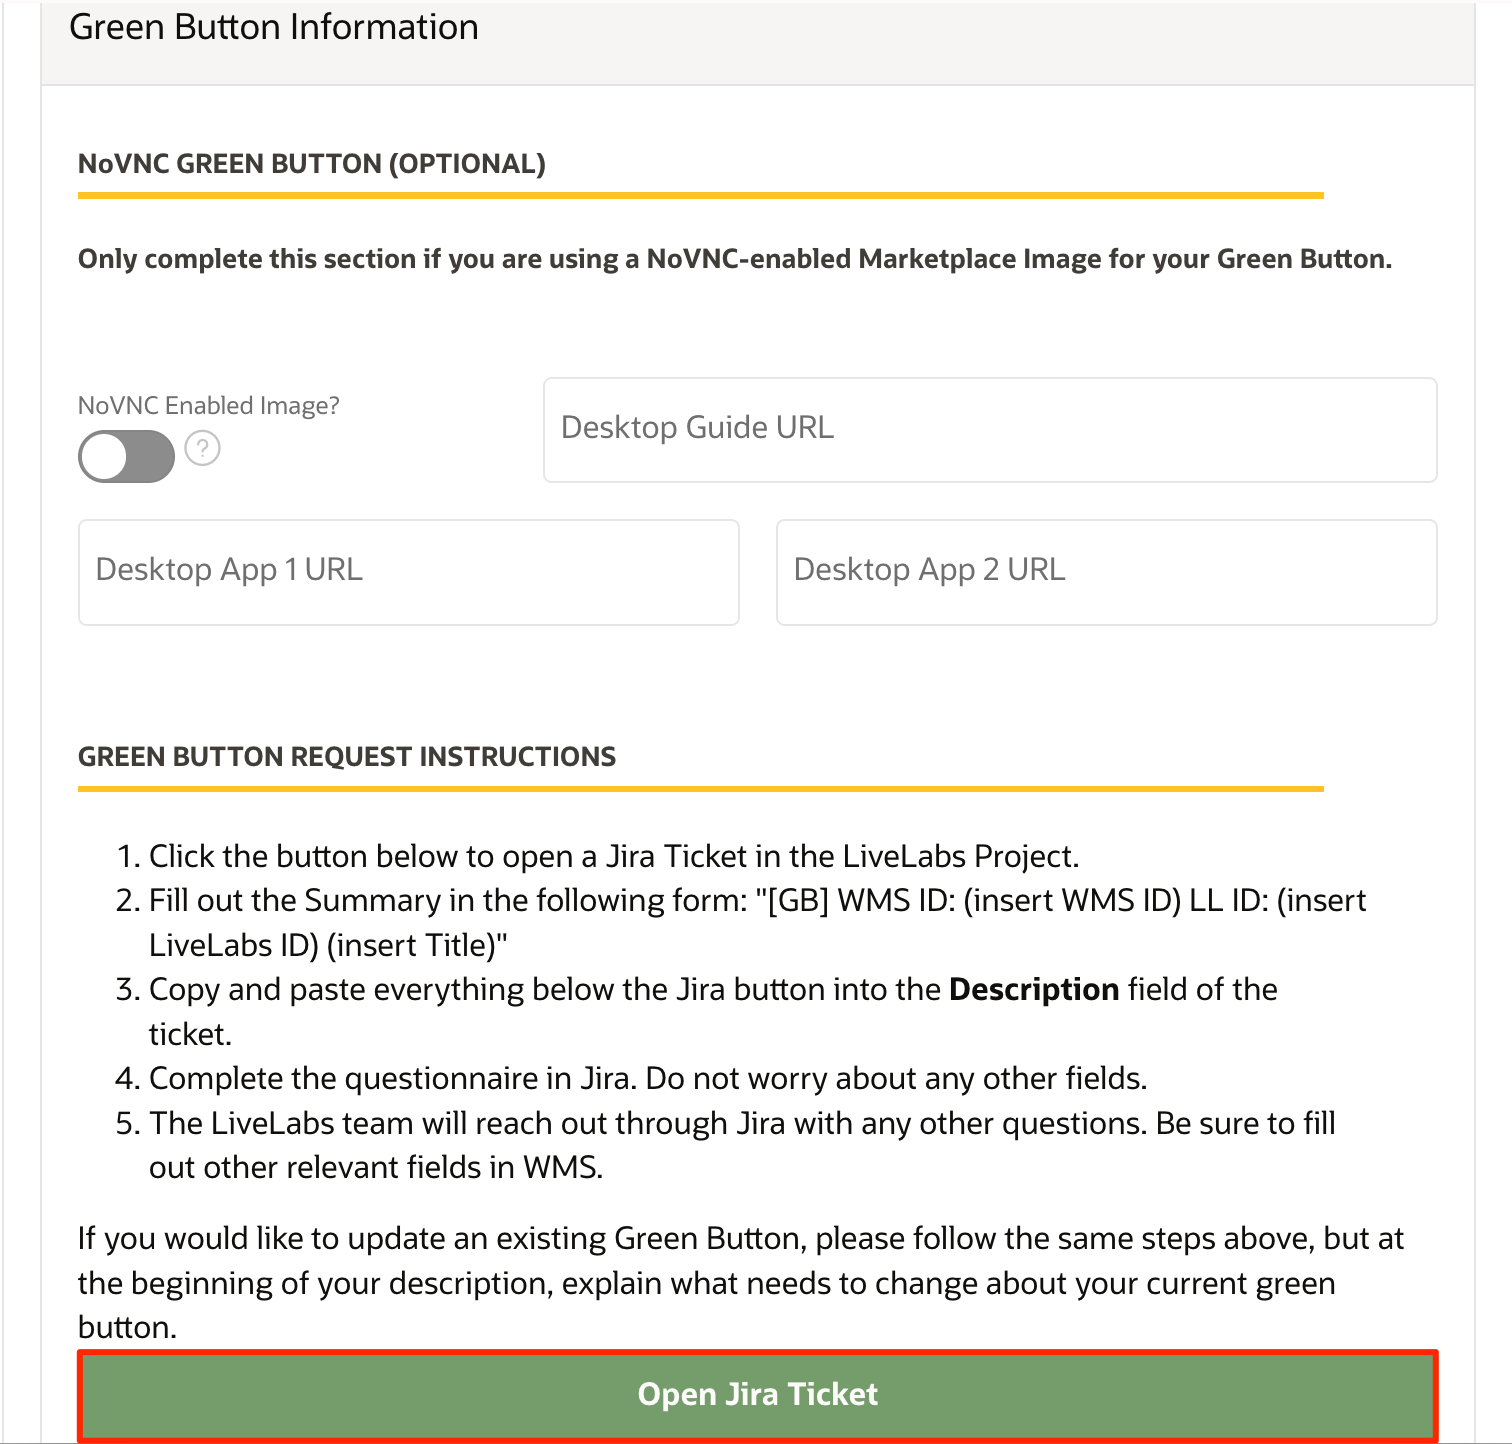 Green Button Information
NoVNC GREEN BUTTON (OPTIONAL)
Only complete this section if you are using a NoVNC-enabled Marketplace Image for your Green Button.
NoVNC Enabled Image?
?
Desktop Guide URL
Desktop App 1 URL
Desktop App 2 URL
GREEN BUTTON REQUEST INSTRUCTIONS
1. Click the button below to open a Jira Ticket in the LiveLabs Project.
2. Fill out the Summary in the following form: "[GB] WMS ID: (insert WMS ID) LL ID: (insert
LiveLabs ID) (insert Title)"
3. Copy and paste everything below the Jira button into the Description field of the
ticket.
4. Complete the questionnaire in Jira. Do not worry about any other fields.
5. The LiveLabs team will reach out through Jira with any other questions. Be sure to fill
out other relevant fields in WMS.
If you would like to update an existing Green Button, please follow the same steps above, but at
the beginning of your description, explain what needs to change about your current green
button.
Open Jira Ticket